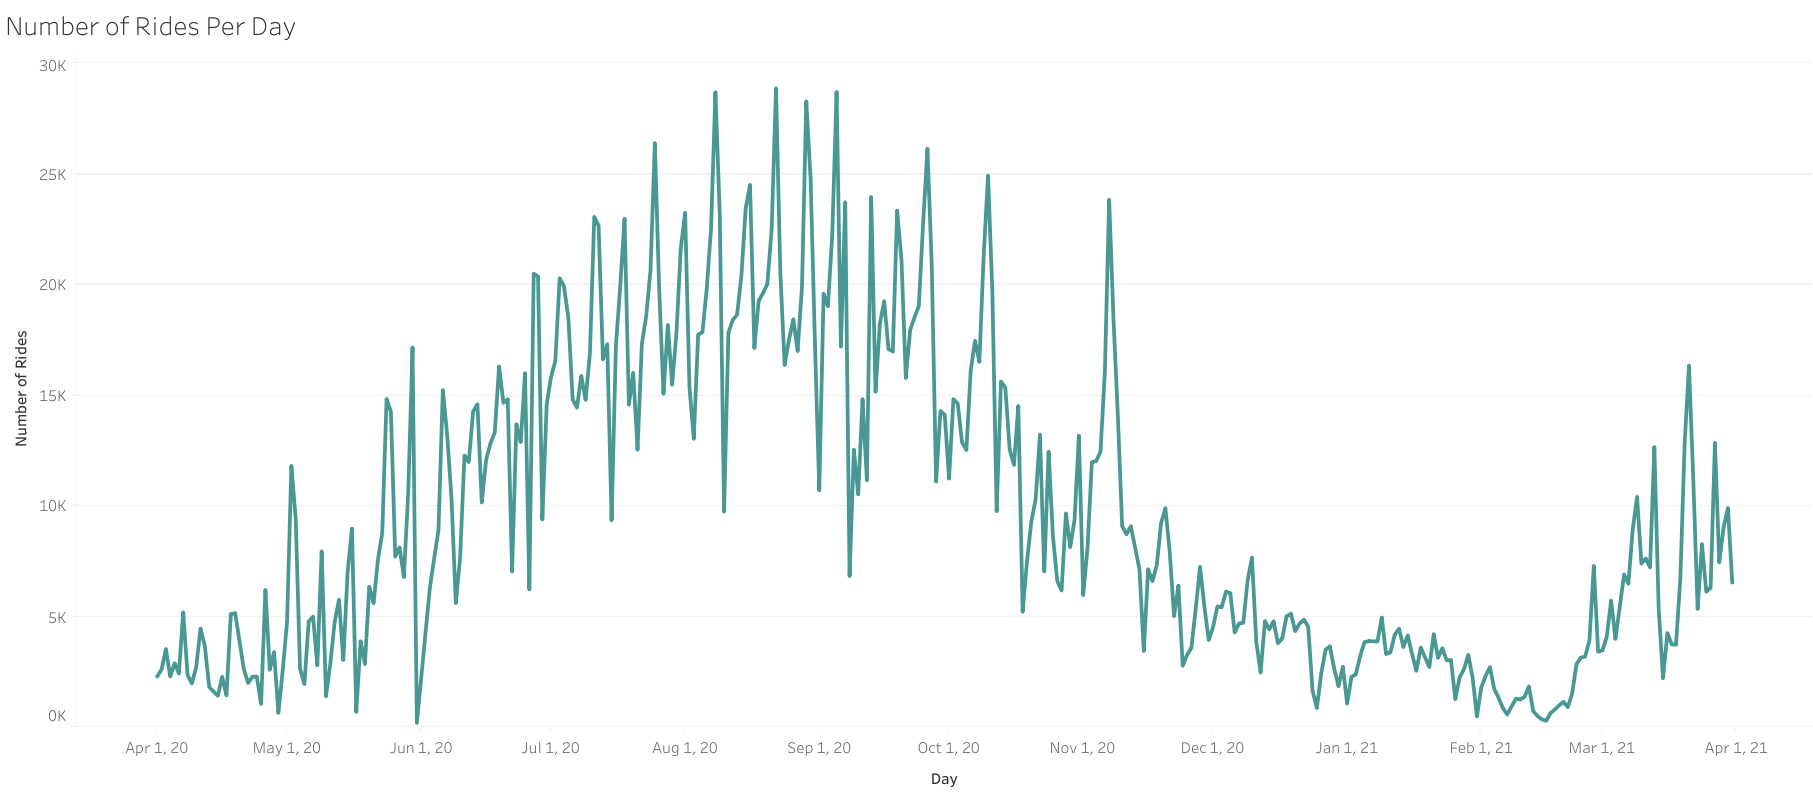 Number of Rides Per Day
30K
25K
20K
15K
10K
5K
0K
Number of Rides
Apr 1, 20 May 1, 20 Jun 1, 20 Jul 1, 20 Aug 1, 20 Sep 1, 20 Oct 1, 20 Nov 1, 20 Dec 1, 20 Jan 1, 21 Feb 1, 21 Mar 1, 21 Apr 1, 21
Day